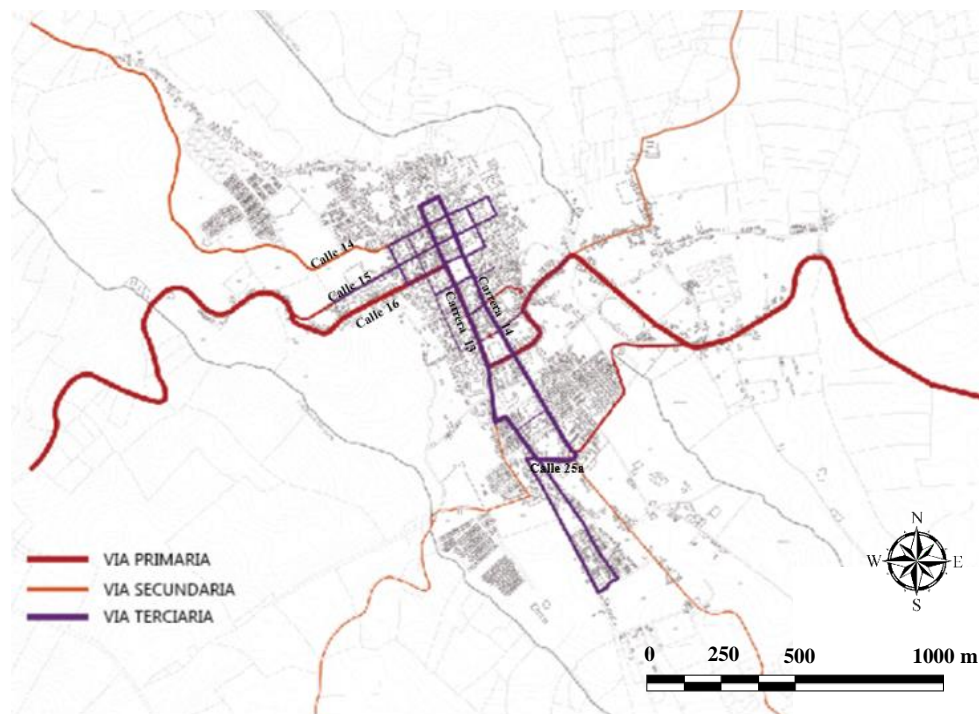 Calle 14
Calle 15
Calle 16
Carrera 13
Carrera 14
Calle 25a
VIA PRIMARIA
VIA SECUNDARIA
VIA TERCIARIA
N
W E
S
0 250 500 1000 m